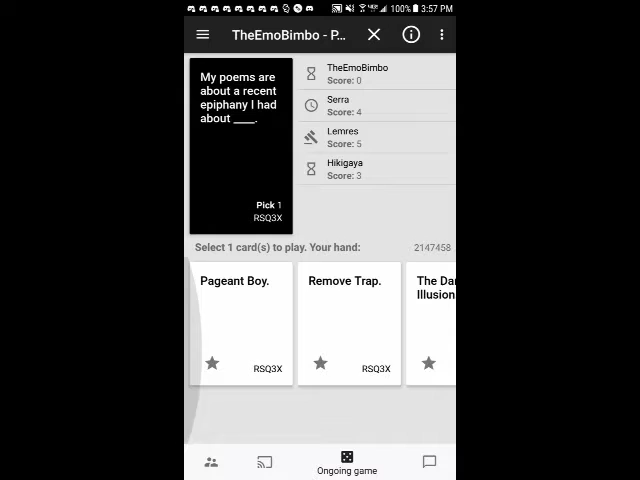 100% 3:57 PM
TheEmoBimbo - P...
My poems are
about a recent
epiphany I had
about ____.
Pick 1
RSQ3X
TheEmoBimbo
Score: 0
Serra
Score: 4
Lemres
Score: 5
Hikigaya
Score: 3
Select 1 card(s) to play. Your hand:
2147458
Pageant Boy.
RSQ3X
Remove Trap.
RSQ3X
The Dar
Illusion
Ongoing game